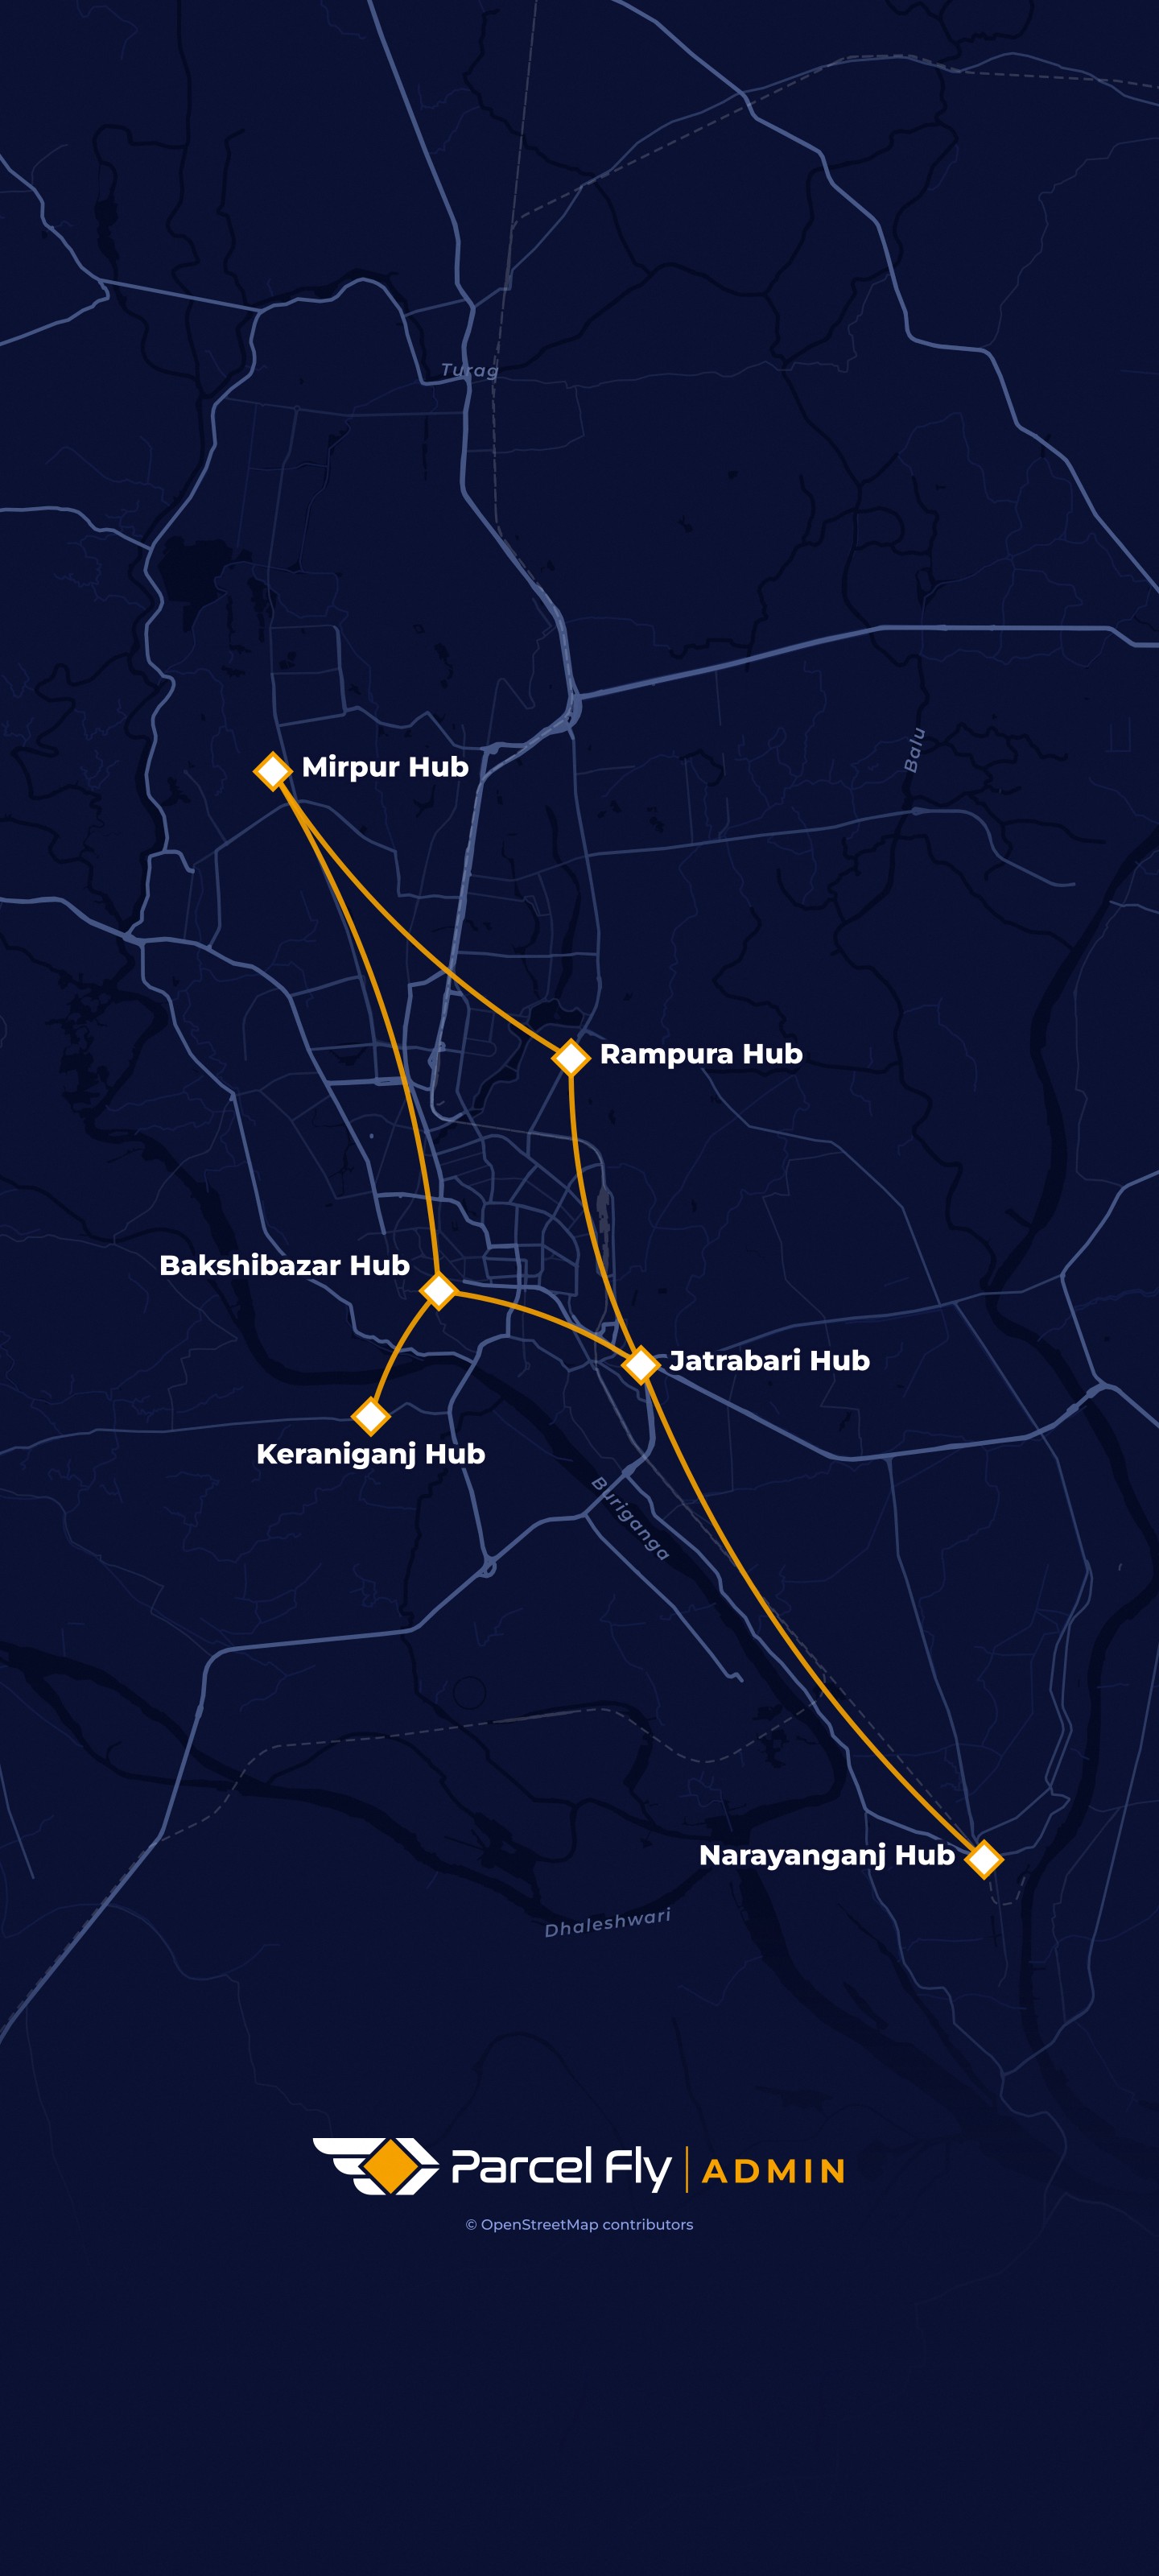 Turag
Balu
Mirpur Hub
Rampura Hub
Bakshibazar Hub
Jatrabari Hub
Keraniganj Hub
Buriganga
Narayanganj Hub
Dhaleshwari
Parcel Fly | ADMIN
© OpenStreetMap contributors